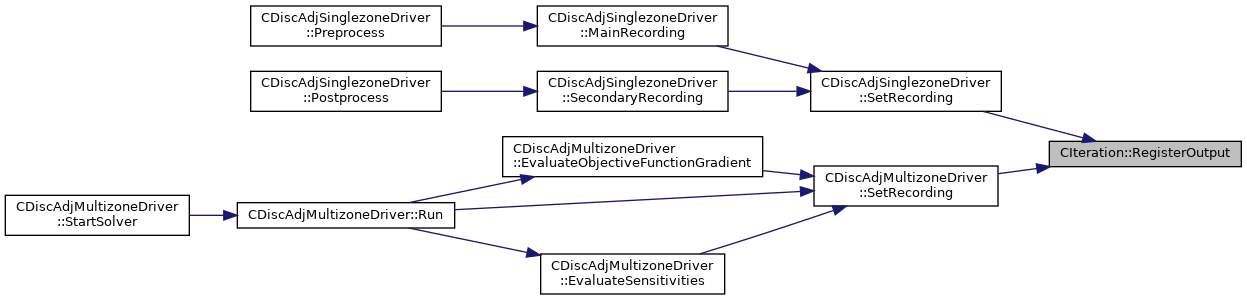 CDiscAdjSinglezoneDriver
::Preprocess
CDiscAdjSinglezoneDriver
::MainRecording
CDiscAdjSinglezoneDriver
::Postprocess
CDiscAdjSinglezoneDriver
::SecondaryRecording
CDiscAdjSinglezoneDriver
::SetRecording
CIteration::RegisterOutput
CDiscAdjMultizoneDriver
::EvaluateObjectiveFunctionGradient
CDiscAdjMultizoneDriver
::SetRecording
CDiscAdjMultizoneDriver
::StartSolver
CDiscAdjMultizoneDriver::Run
CDiscAdjMultizoneDriver
::EvaluateSensitivities